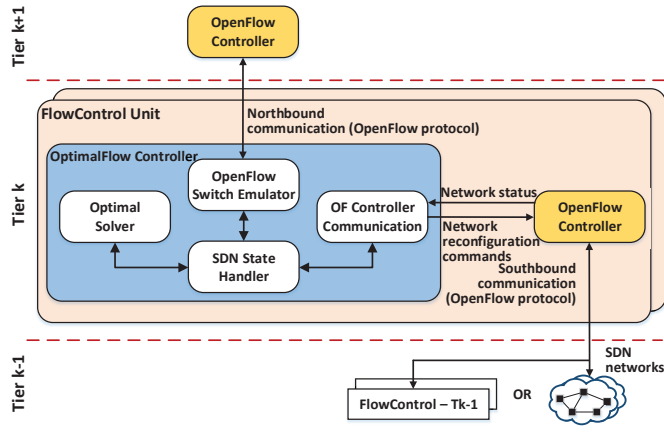 Tier k+1
OpenFlow
Controller
Tier k
FlowControl Unit
Northbound
communication (OpenFlow protocol)
OptimalFlow Controller
OpenFlow
Switch Emulator
Optimal
Solver
OF Controller
Communication
SDN State
Handler
Network status
OpenFlow
Controller
Network
reconfiguration
commands
Southbound
communication
(OpenFlow protocol)
Tier k-1
SDN
networks
FlowControl – Tk-1
OR